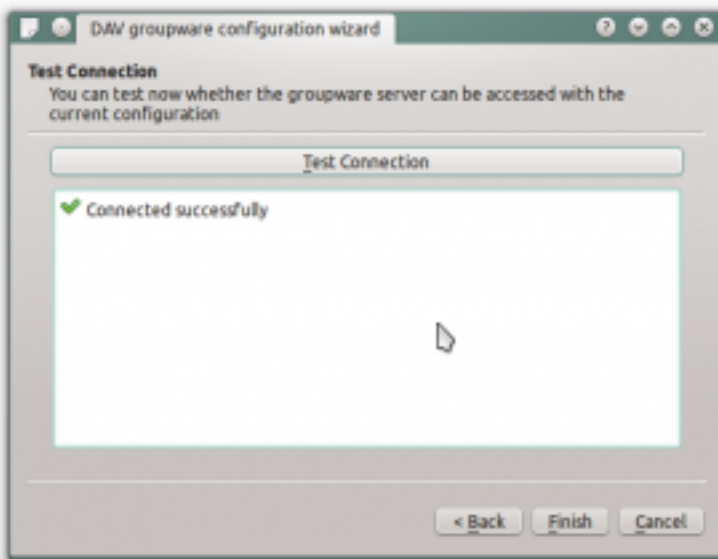 DAV groupware configuration wizard
Test Connection
You can test now whether the groupware server can be accessed with the
current configuration
Test Connection
Connected successfully
< Back
Finish
Cancel